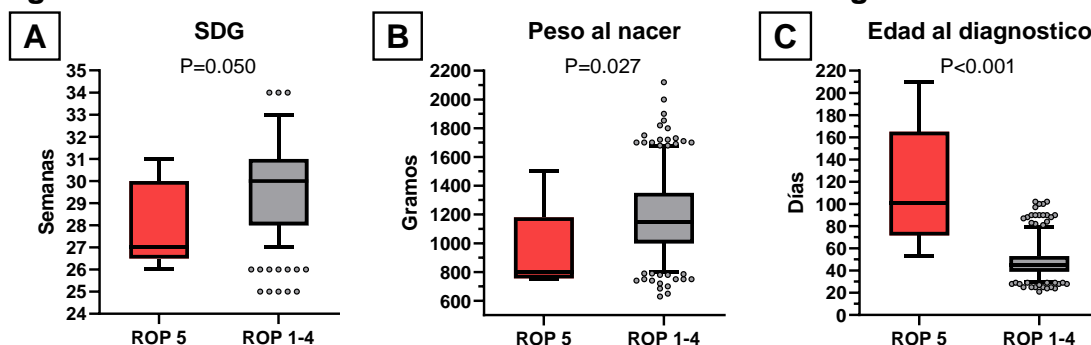 A
SDG
P=0.050
Semanas
35
34
33
32
31
30
29
28
27
26
25
24
ROP 5
ROP 1-4
B
Peso al nacer
P=0.027
Gramos
2200
2000
1800
1600
1400
1200
1000
800
600
ROP 5
ROP 1-4
C
Edad al diagnostico
P<0.001
Días
220
200
180
160
140
120
100
80
60
40
20
0
ROP 5
ROP 1-4